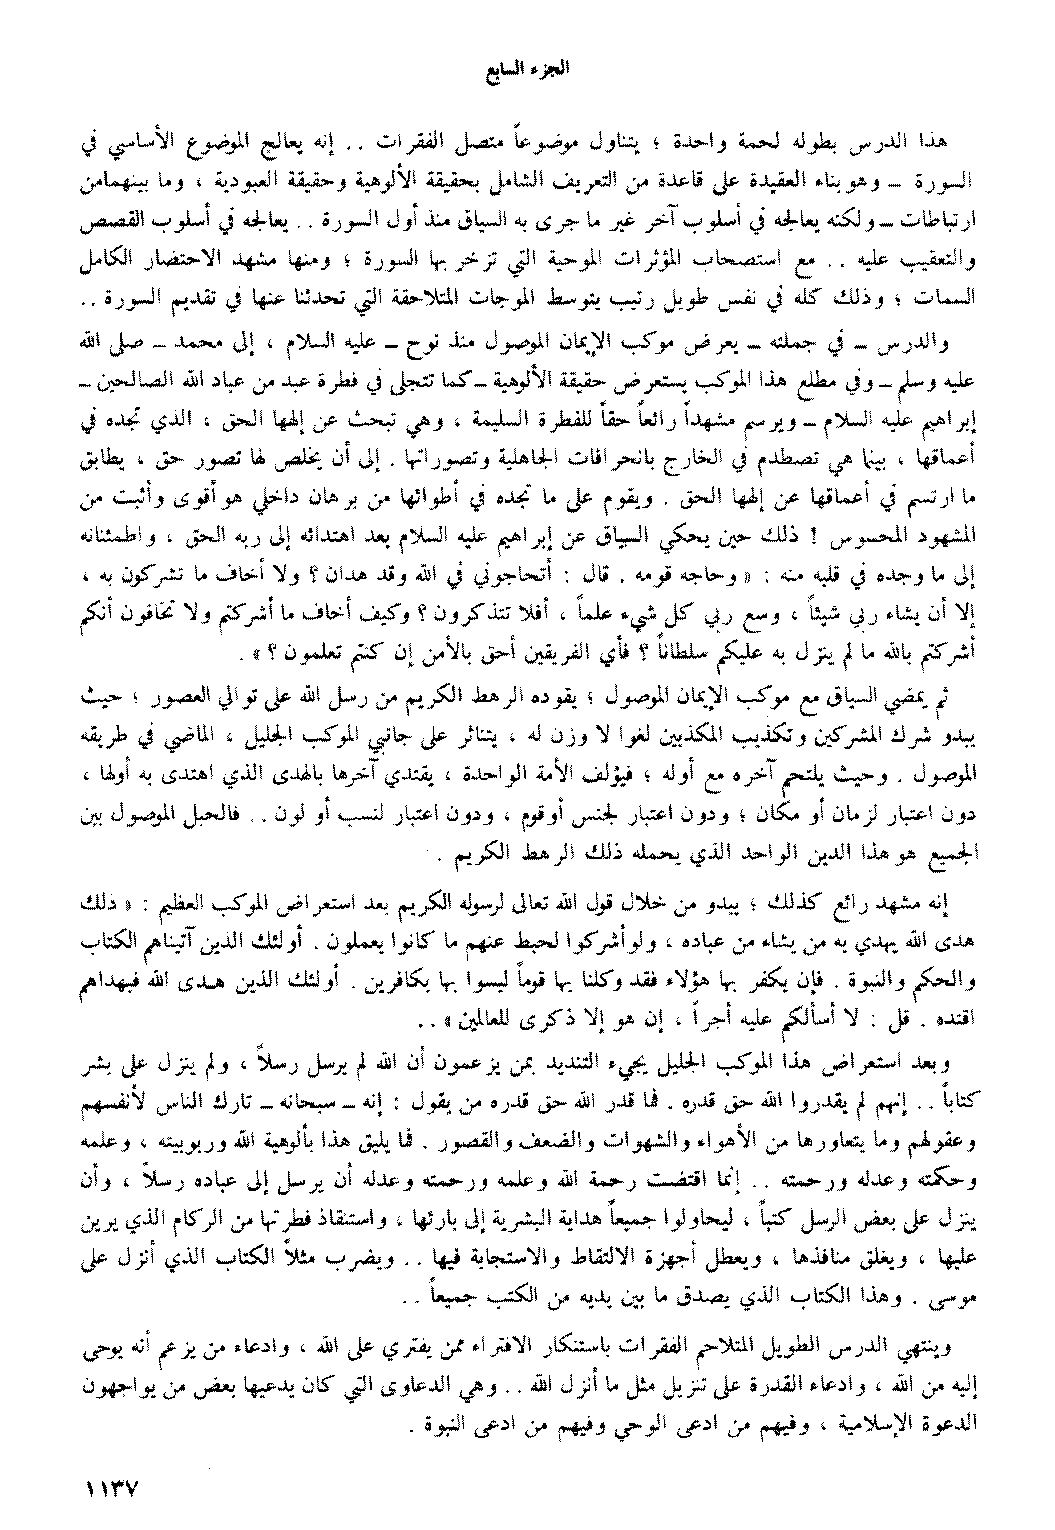 الجزء السابع
هذا الدرس بطوله لحمة واحدة ؛ يتناول موضوعاً متصل الفقرات .. إنه يعالج الموضوع الأساسي في
السورة – وهو بناء العقيدة على قاعدة من التعريف الشامل بحقيقة الألوهية وحقيقة العبودية ، وما بينهمامن
ارتباطات – ولكنه يعالجه في أسلوب آخر غير ما جرى به السياق منذ أول السورة .. يعالجه في أسلوب القصص
والتعقيب عليه .. مع استصحاب المؤثرات الموحية التي تزخر بها السورة ؛ ومنها مشهد الاحتضار الكامل
السمات ؛ وذلك كله في نفس طويل رتيب يتوسط الموجات المتلاحقة التي تحدثنا عنها في تقديم السورة ..
والدرس – في جملته – يعرض موكب الإيمان الموصول منذ نوح – عليه السلام ، إلى محمد – صلى الله
عليه وسلم – وفي مطلع هذا الموكب يستعرض حقيقة الألوهية – كما تتجلى في فطرة عبد من عباد الله الصالحين –
إبراهيم عليه السلام – ويرسم مشهداً رائعاً حقاً للفطرة السليمة ، وهي تبحث عن إلهها الحق ، الذي تجده في
أعماقها ، بينما هي تصطدم في الخارج بانحرافات الجاهلية وتصوراتها . إلى أن يخلص لها تصور حق ، يطابق
ما ارتسم في أعماقها عن إلهها الحق . ويقوم على ما تجده في أطوائها من برهان داخلي هو أقوى وأثبت من
المشهود المحسوس ! ذلك حين يحكي السياق عن إبراهيم عليه السلام بعد اهتدائه إلى ربه الحق ، واطمئنانه
إلى ما وجده في قلبه منه : « وحاجه قومه . قال : أتحاجوني في الله وقد هدان ؟ ولا أخاف ما تشركون به ،
إلا أن يشاء ربي شيئاً ، وسع ربي كل شيء علماً ، أفلا تتذكرون ؟ وكيف أخاف ما أشركتم ولا تخافون أنكم
أشركتم بالله ما لم ينزل به عليكم سلطاناً ؟ فأي الفريقين أحق بالأمن إن كنتم تعلمون ؟ » .
ثم يمضي السياق مع موكب الإيمان الموصول ؛ يقوده الرهط الكريم من رسل الله على توالي العصور ؛ حيث
يبدو شرك المشركين وتكذيب المكذبين لغوا لا وزن له ، يتناثر على جانبي الموكب الجليل ، الماضي في طريقه
الموصول . وحيث يلتحم آخره مع أوله ؛ فيؤلف الأمة الواحدة ، يقتدي آخرها بالهدى الذي اهتدى به أولها ،
دون اعتبار لزمان أو مكان ؛ ودون اعتبار لجنس أوقوم ، ودون اعتبار لنسب أو لون .. فالحبل الموصول بين
الجميع هو هذا الدين الواحد الذي يحمله ذلك الرهط الكريم .
إنه مشهد رائع كذلك ؛ يبدو من خلال قول الله تعالى لرسوله الكريم بعد استعراض الموكب العظيم : « ذلك
هدى الله يهدي به من يشاء من عباده ، ولو أشركوا لحبط عنهم ما كانوا يعملون . أولئك الذين آتيناهم الكتاب
والحكم والنبوة . فإن يكفر بها هؤلاء فقد وكلنا بها قوماً ليسوا بها بكافرين . أولئك الذين هـدى الله فبهداهم
اقتده . قل : لا أسألكم عليه أجراً ، إن هو إلا ذكرى للعالمين » ..
وبعد استعراض هذا الموكب الجليل يجيء التنديد بمن يزعمون أن الله لم يرسل رسلاً ، ولم ينزل على بشر
كتاباً .. إنهم لم يقدروا الله حق قدره . فما قدر الله حق قدره من يقول : إنه – سبحانه – تارك الناس لأنفسهم
وعقولهم وما يتعاورها من الأهواء والشهوات والضعف والقصور . فما يليق هذا بألوهية الله وربوبيته ، وعلمه
وحكمته وعدله ورحمته .. إنما اقتضت رحمة الله وعلمه ورحمته وعدله أن يرسل إلى عباده رسلاً ، وأن
ينزل على بعض الرسل كتباً ، ليحاولوا جميعاً هداية البشرية إلى بارئها ، واستنقاذ فطرتها من الركام الذي يرين
عليها ، ويغلق منافذها ، ويعطل أجهزة الالتقاط والاستجابة فيها .. ويضرب مثلاً الكتاب الذي أنزل على
موسى . وهذا الكتاب الذي يصدق ما بين يديه من الكتب جميعاً ..
وينتهي الدرس الطويل المتلاحم الفقرات باستنكار الافتراء ممن يفتري على الله ، وادعاء من يزعم أنه يوحى
إليه من الله ، وادعاء القدرة على تنزيل مثل ما أنزل الله .. وهي الدعاوى التي كان يدعيها بعض من يواجهون
الدعوة الإسلامية ، وفيهم من ادعى الوحي وفيهم من ادعى النبوة .
١١٣٧